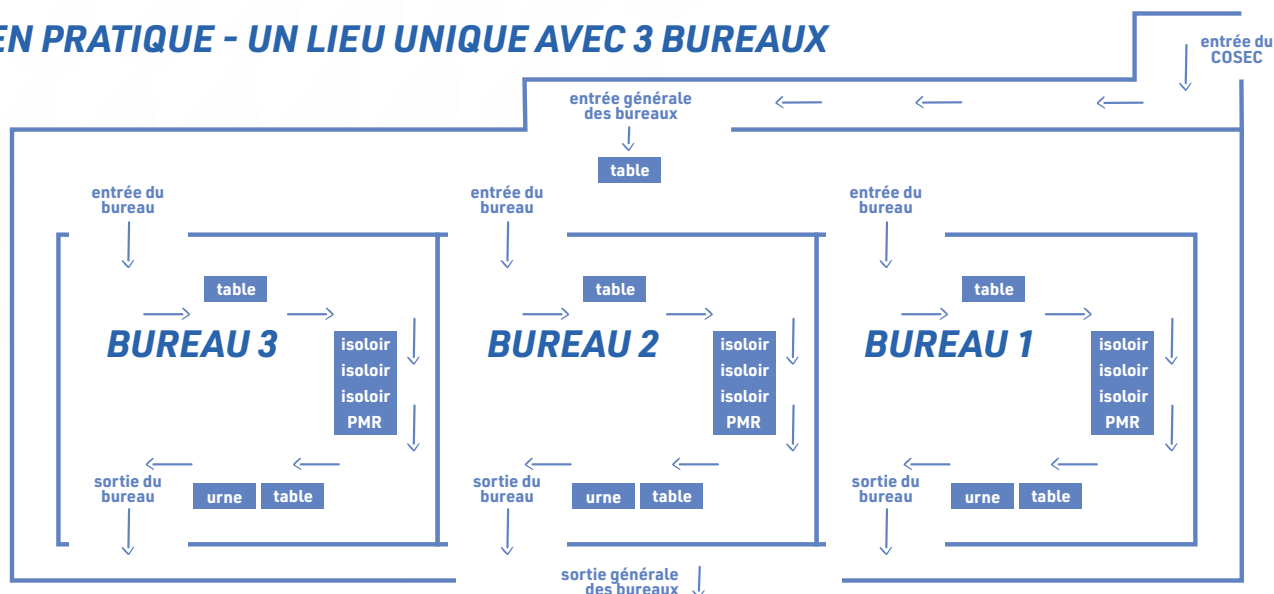 EN PRATIQUE - UN LIEU UNIQUE AVEC 3 BUREAUX
entrée du
COSEC
entrée générale
des bureaux
table
entrée du
bureau
entrée du
bureau
entrée du
bureau
table
table
table
BUREAU 3
isoloir
isoloir
isoloir
PMR
BUREAU 2
isoloir
isoloir
isoloir
PMR
BUREAU 1
isoloir
isoloir
isoloir
PMR
sortie du
bureau
urne
table
sortie du
bureau
urne
table
sortie du
bureau
urne
table
sortie générale
des bureaux